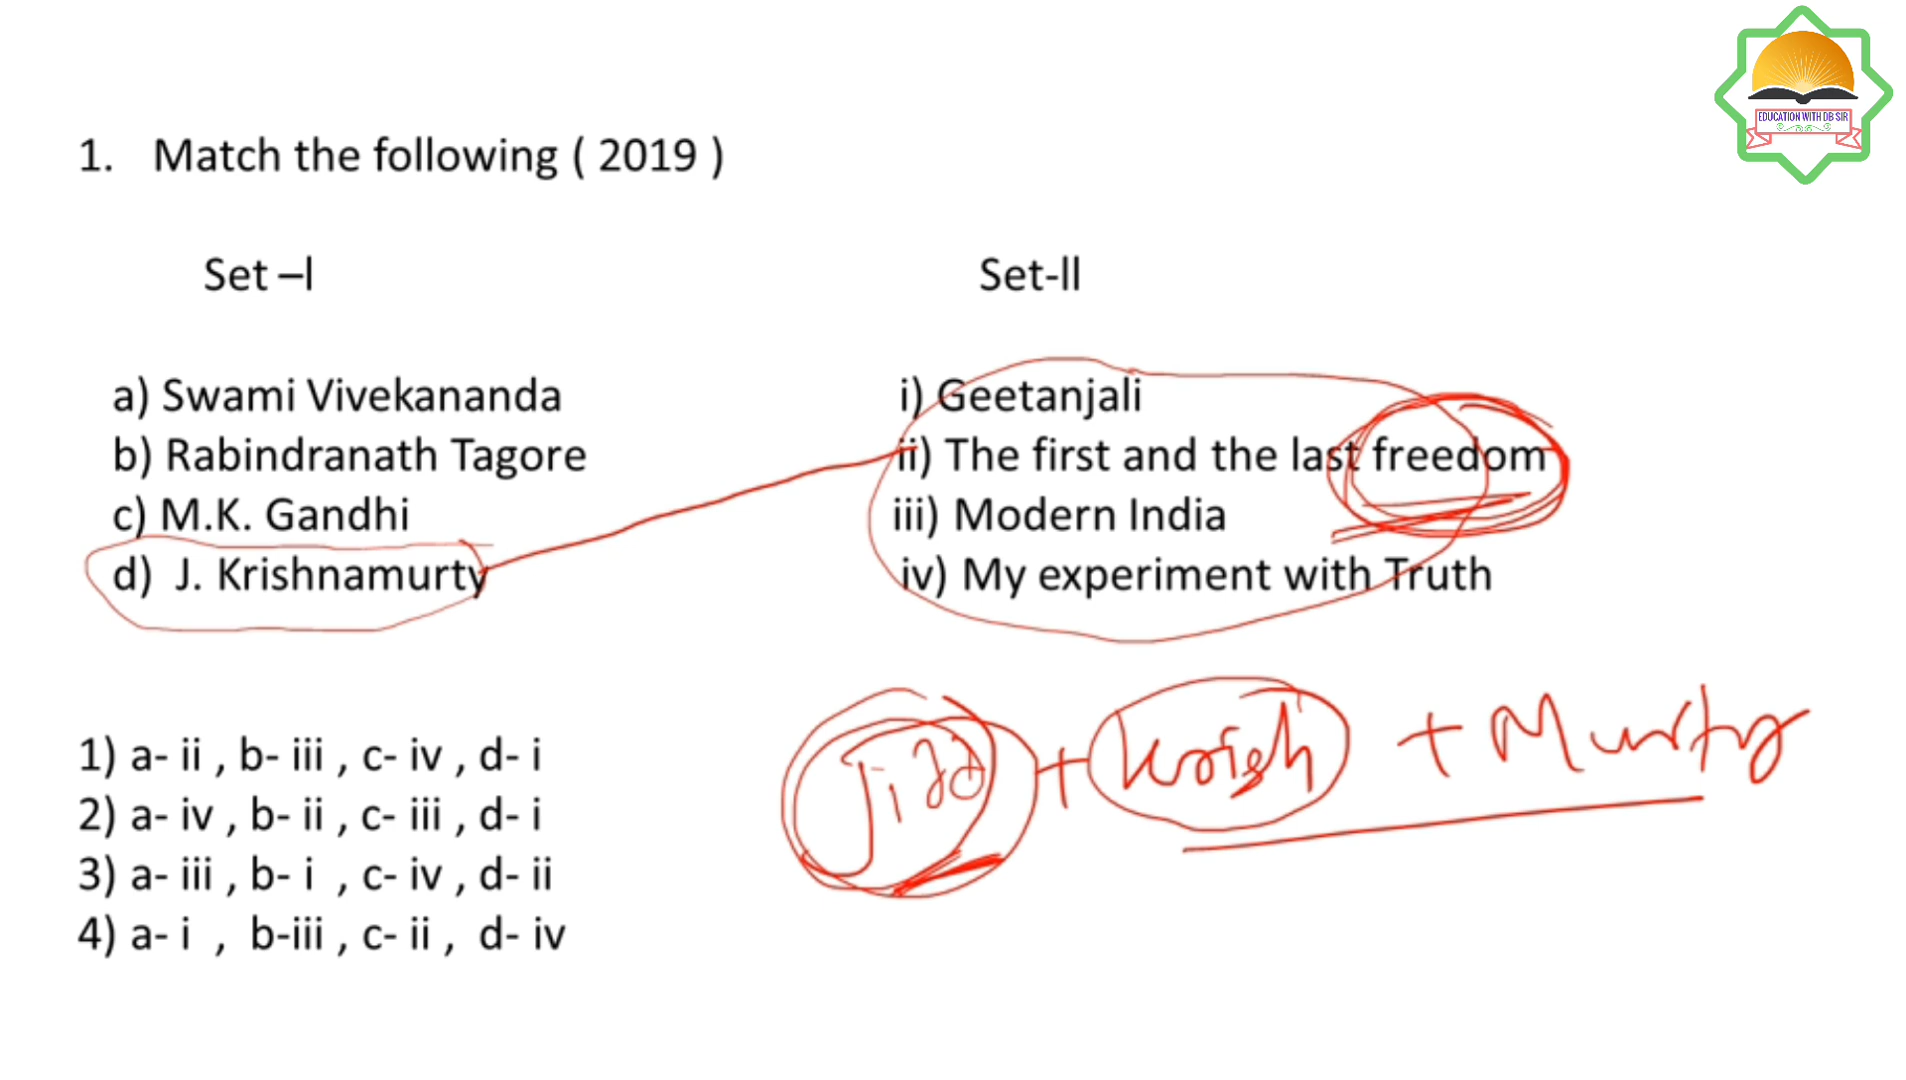 EDUCATION WITH DB SIR
1. Match the following ( 2019 )
Set –I Set-II
a) Swami Vivekananda i) Geetanjali
b) Rabindranath Tagore ii) The first and the last freedom
c) M.K. Gandhi iii) Modern India
d) J. Krishnamurty iv) My experiment with Truth
Jidd + Krish + Murty
1) a- ii , b- iii , c- iv , d- i
2) a- iv , b- ii , c- iii , d- i
3) a- iii , b- i , c- iv , d- ii
4) a- i , b-iii , c- ii , d- iv